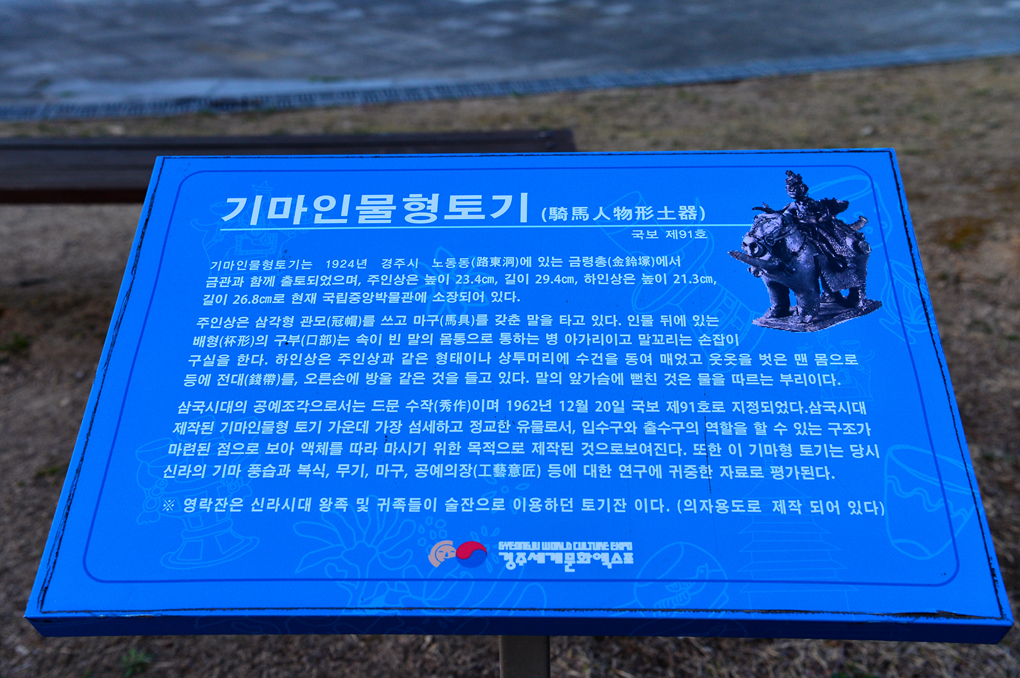 기마인물형토기 (騎馬人物形土器)
국보 제91호
기마인물형토기는 1924년 경주시 노동동(路東洞)에 있는 금령총(金鈴塚)에서
금관과 함께 출토되었으며, 주인상은 높이 23.4㎝, 길이 29.4㎝, 하인상은 높이 21.3㎝,
길이 26.8㎝로 현재 국립중앙박물관에 소장되어 있다.
주인상은 삼각형 관모(冠帽)를 쓰고 마구(馬具)를 갖춘 말을 타고 있다. 인물 뒤에 있는
배형(杯形)의 구부(口部)는 속이 빈 말의 몸통으로 통하는 병 아가리이고 말꼬리는 손잡이
구실을 한다. 하인상은 주인상과 같은 형태이나 상투머리에 수건을 동여 매었고 웃옷을 벗은 맨 몸으로
등에 전대(錢帶)를, 오른손에 방울 같은 것을 들고 있다. 말의 앞가슴에 뻗친 것은 물을 따르는 부리이다.
삼국시대의 공예조각으로서는 드문 수작(秀作)이며 1962년 12월 20일 국보 제91호로 지정되었다.삼국시대
제작된 기마인물형 토기 가운데 가장 섬세하고 정교한 유물로서, 입수구와 출수구의 역할을 할 수 있는 구조가
마련된 점으로 보아 액체를 따라 마시기 위한 목적으로 제작된 것으로보여진다. 또한 이 기마형 토기는 당시
신라의 기마 풍습과 복식, 무기, 마구, 공예의장(工藝意匠) 등에 대한 연구에 귀중한 자료로 평가된다.
※ 영락잔은 신라시대 왕족 및 귀족들이 술잔으로 이용하던 토기잔 이다. (의자용도로 제작 되어 있다)
GYEONGJU WORLD CULTURE EXPO
경주세계문화엑스포